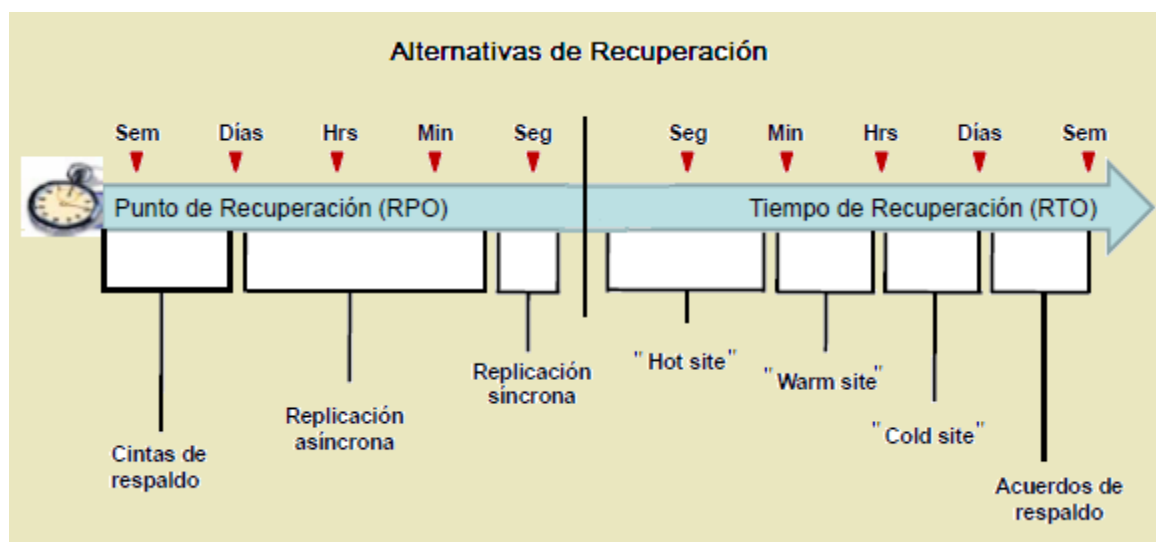 Alternativas de Recuperación
Sem Días Hrs Min Seg Seg Min Hrs Días Sem
Punto de Recuperación (RPO) Tiempo de Recuperación (RTO)
Cintas de
respaldo
Replicación
asíncrona
Replicación
síncrona
"Hot site"
"Warm site"
"Cold site"
Acuerdos de
respaldo